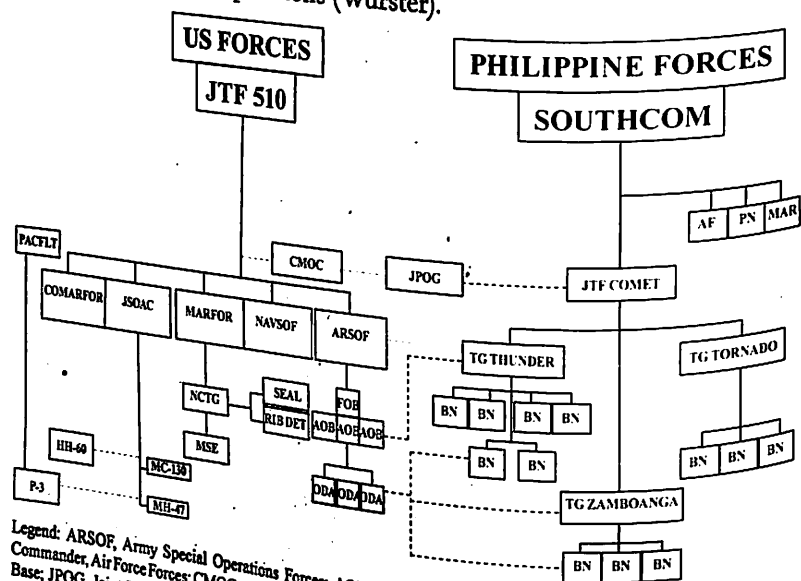 (Wurster).
US FORCES
JTF 510
PHILIPPINE FORCES
SOUTHCOM
AF PN MAR
PACFLT
CMOC
JPOG
JTF COMET
COMARFOR JSOAC MARFOR NAVSOF ARSOF
TG THUNDER
TG TORNADO
NCTG
SEAL
RIB DET
FOB
AOB AOB AOB
BN BN BN BN
HH-60
MSE
MC-130
BN BN
BN BN BN
P-3
MH-47
ODA ODA ODA
TG ZAMBOANGA
BN BN BN
Legend: ARSOF, Army Special Operations Forces;
Commander, Air Force Forces; CMOC
Base; JPOG,